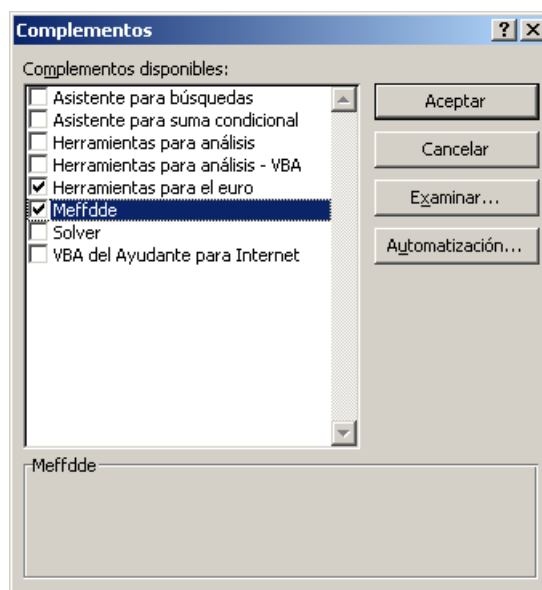 Complementos
Complementos disponibles:
Asistente para búsquedas
Asistente para suma condicional
Herramientas para análisis
Herramientas para análisis - VBA
Herramientas para el euro
Meffdde
Solver
VBA del Ayudante para Internet
Aceptar
Cancelar
Examinar...
Automatización...
Meffdde